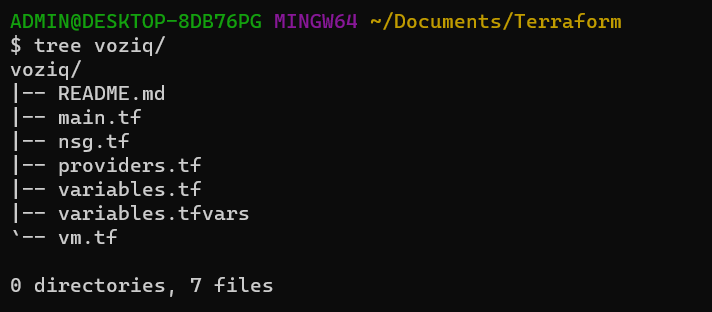 ADMIN@DESKTOP-8DB76PG MINGW64 ~/Documents/Terraform
$ tree voziq/
voziq/
|-- README.md
|-- main.tf
|-- nsg.tf
|-- providers.tf
|-- variables.tf
|-- variables.tfvars
`-- vm.tf

0 directories, 7 files